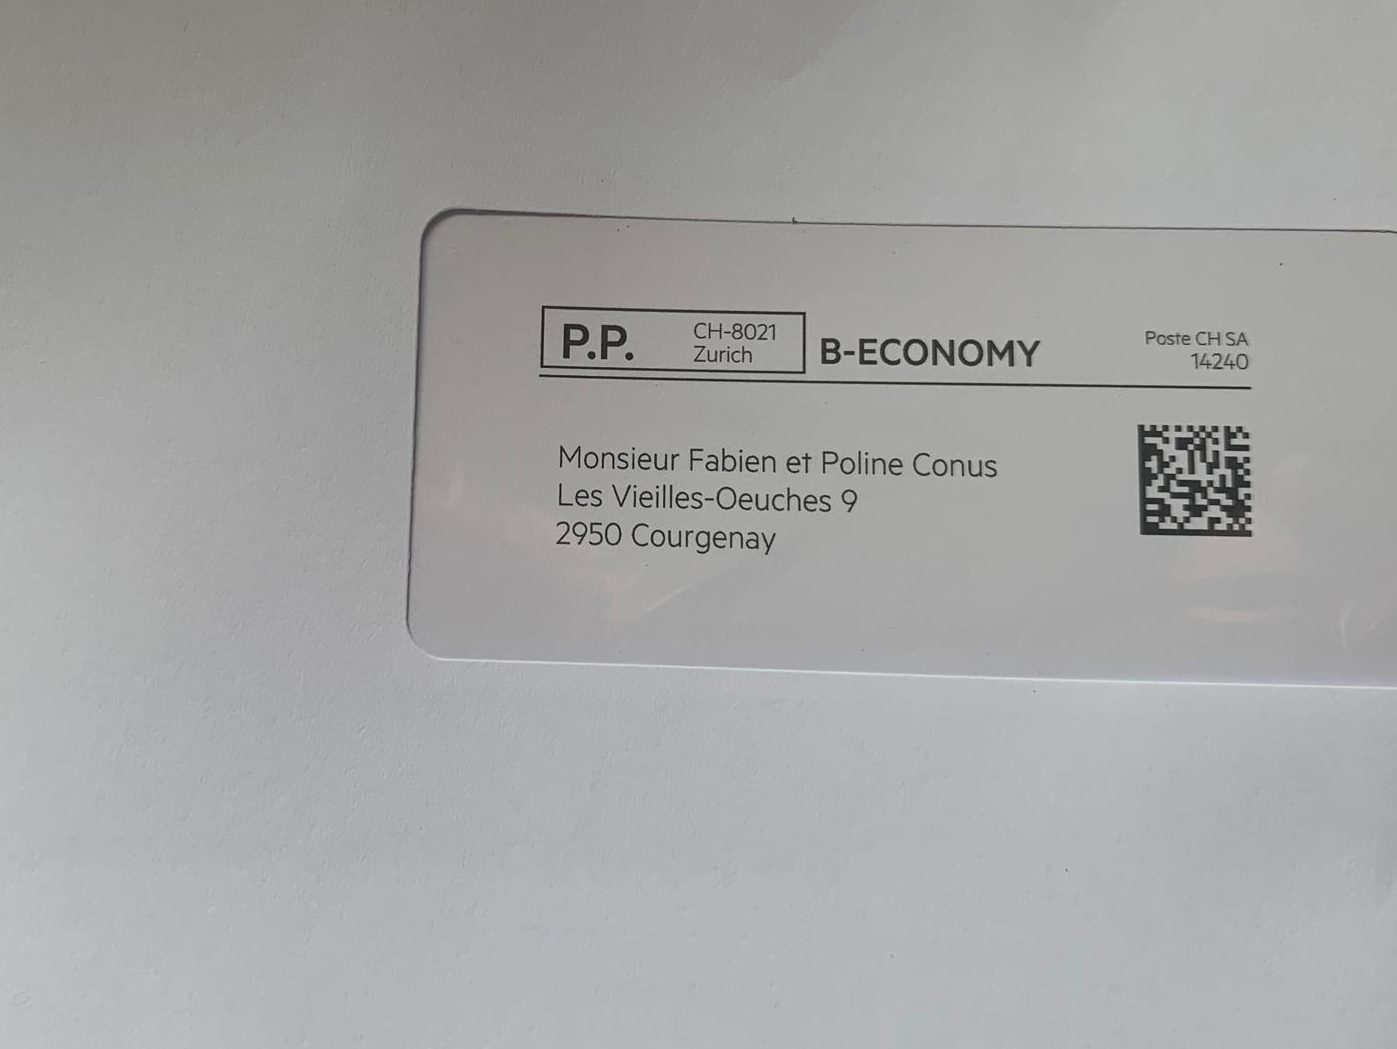 P.P. CH-8021
Zurich
B-ECONOMY
Poste CH SA
14240
Monsieur Fabien et Poline Conus
Les Vieilles-Oeuches 9
2950 Courgenay